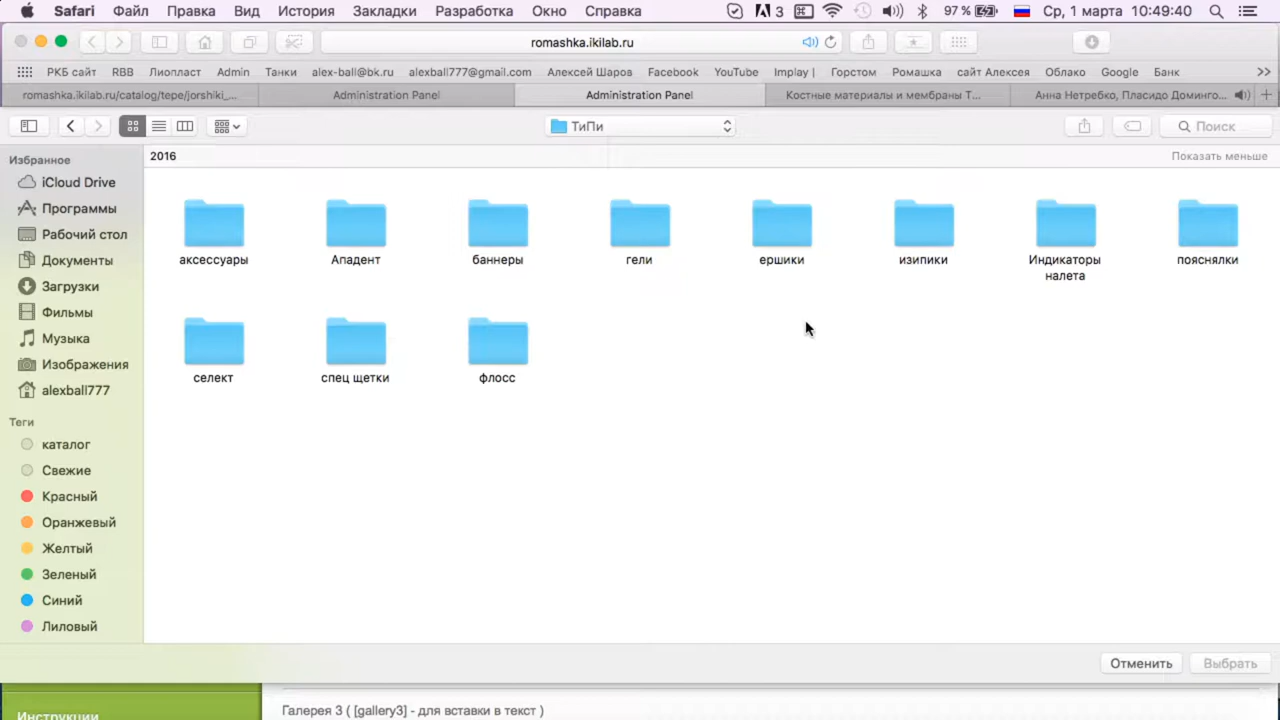 Safari Файл Правка Вид История Закладки Разработка Окно Справка 3 97 % Ср, 1 марта 10:49:40
romashka.ikilab.ru
РКБ сайт RBB Лиопласт Admin Танки alex-ball@bk.ru alexball777@gmail.com Алексей Шаров Facebook YouTube Imploy | Горстом Ромашка сайт Алексея Облако Google Банк >>
romashka.ikilab.ru/catalog/tepe/jorshiki_... Administration Panel Administration Panel Костные материалы и мембраны Т... Анна Нетребко, Пласидо Доминго...
ТиПи Поиск
Избранное
iCloud Drive
Программы
Рабочий стол
Документы
Загрузки
Фильмы
Музыка
Изображения
alexball777
Теги
каталог
Свежие
Красный
Оранжевый
Желтый
Зеленый
Синий
Лиловый
2016 Показать меньше
аксессуары Ападент баннеры гели ершики изипики Индикаторы налета пояснялки
селект спец щетки флосс
Отменить Выбрать
Инструкции
Галерея 3 ( [gallery3] - для вставки в текст )